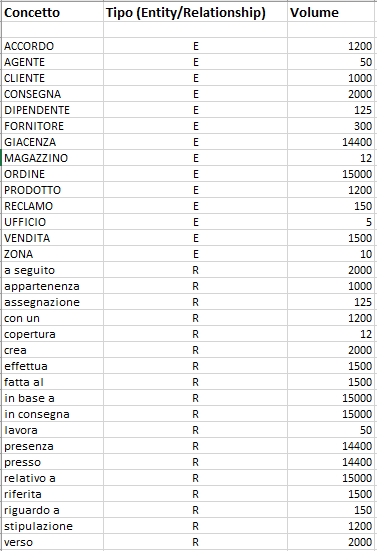 Concetto Tipo (Entity/Relationship) Volume
ACCORDO E 1200
AGENTE E 50
CLIENTE E 1000
CONSEGNA E 2000
DIPENDENTE E 125
FORNITORE E 300
GIACENZA E 14400
MAGAZZINO E 12
ORDINE E 15000
PRODOTTO E 1200
RECLAMO E 150
UFFICIO E 5
VENDITA E 1500
ZONA E 10
a seguito R 2000
appartenenza R 1000
assegnazione R 125
con un R 1200
copertura R 12
crea R 2000
effettua R 1500
fatta al R 1500
in base a R 15000
in consegna R 15000
lavora R 50
presenza R 14400
presso R 14400
relativo a R 15000
riferita R 1500
riguardo a R 150
stipulazione R 1200
verso R 2000